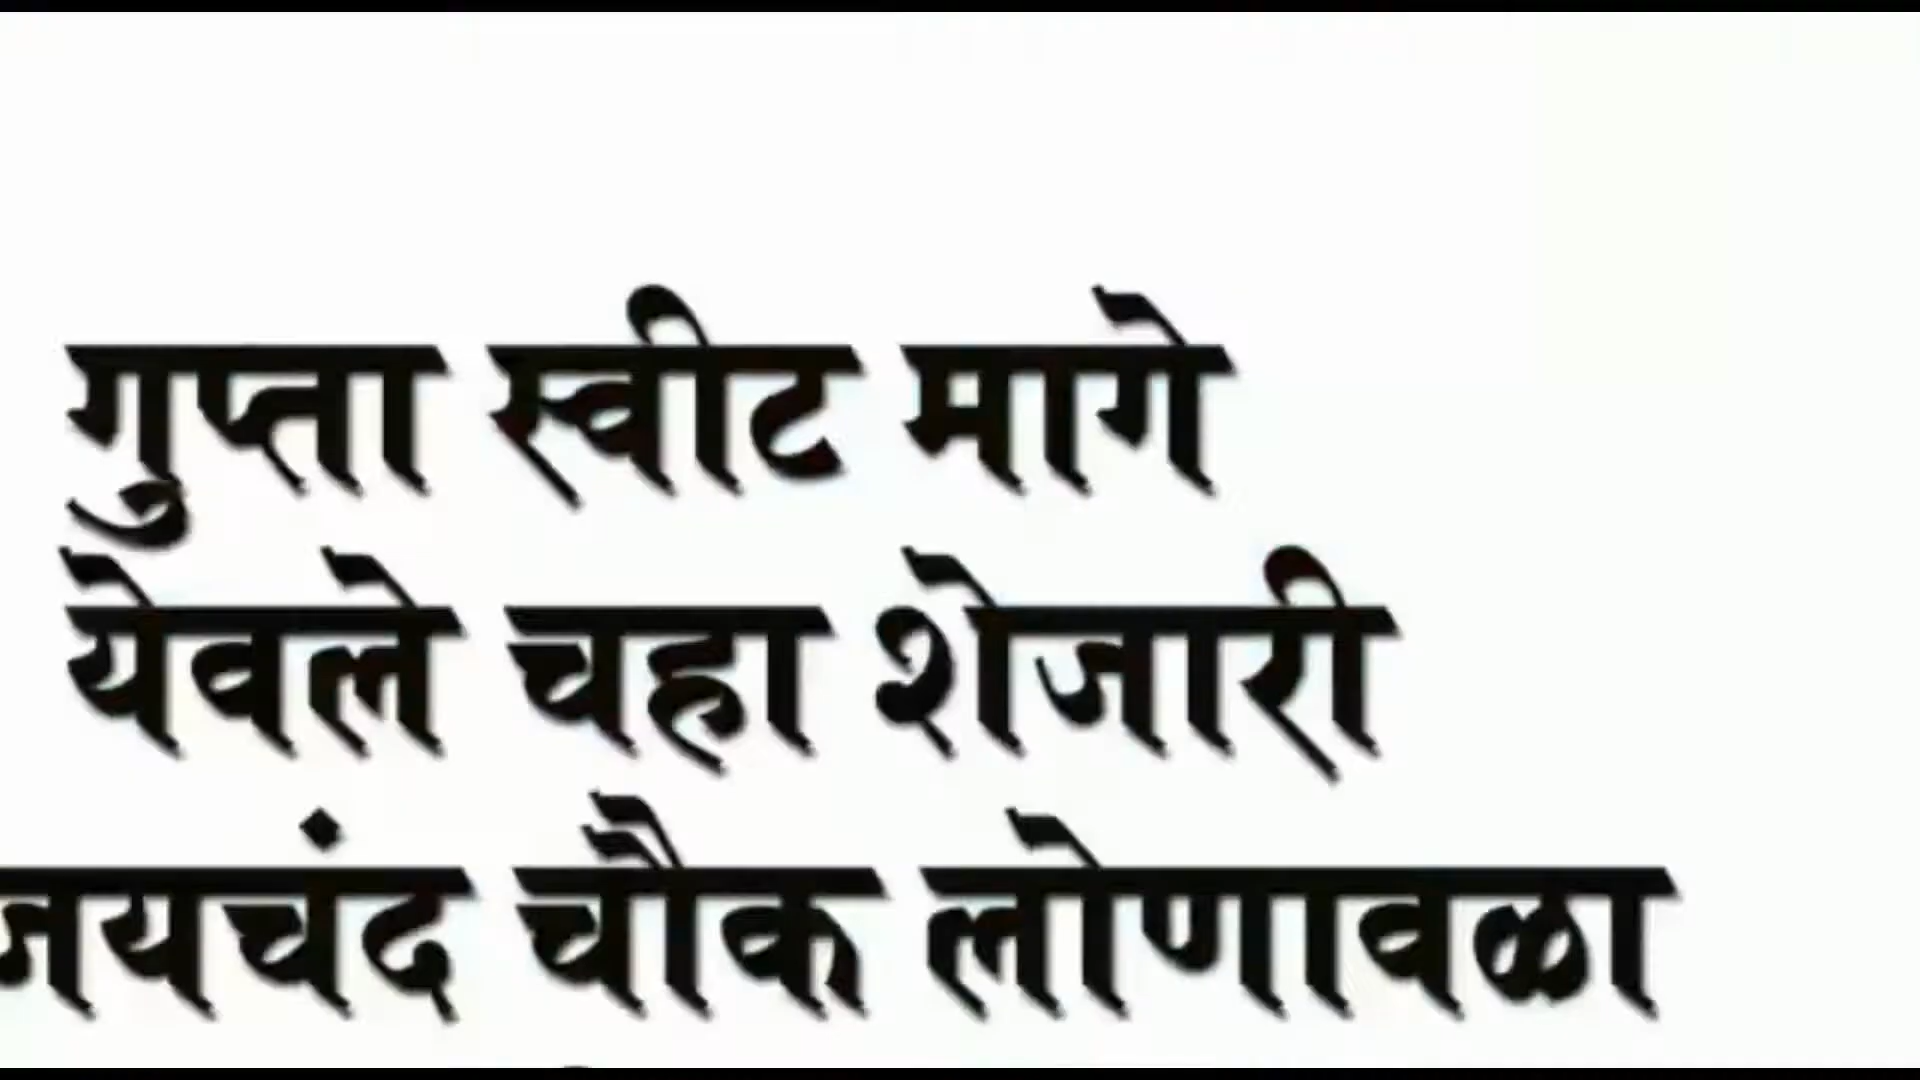 गुप्ता स्वीट मागे
येवले चहा शेजारी
जयचंद चौक लोणावळा